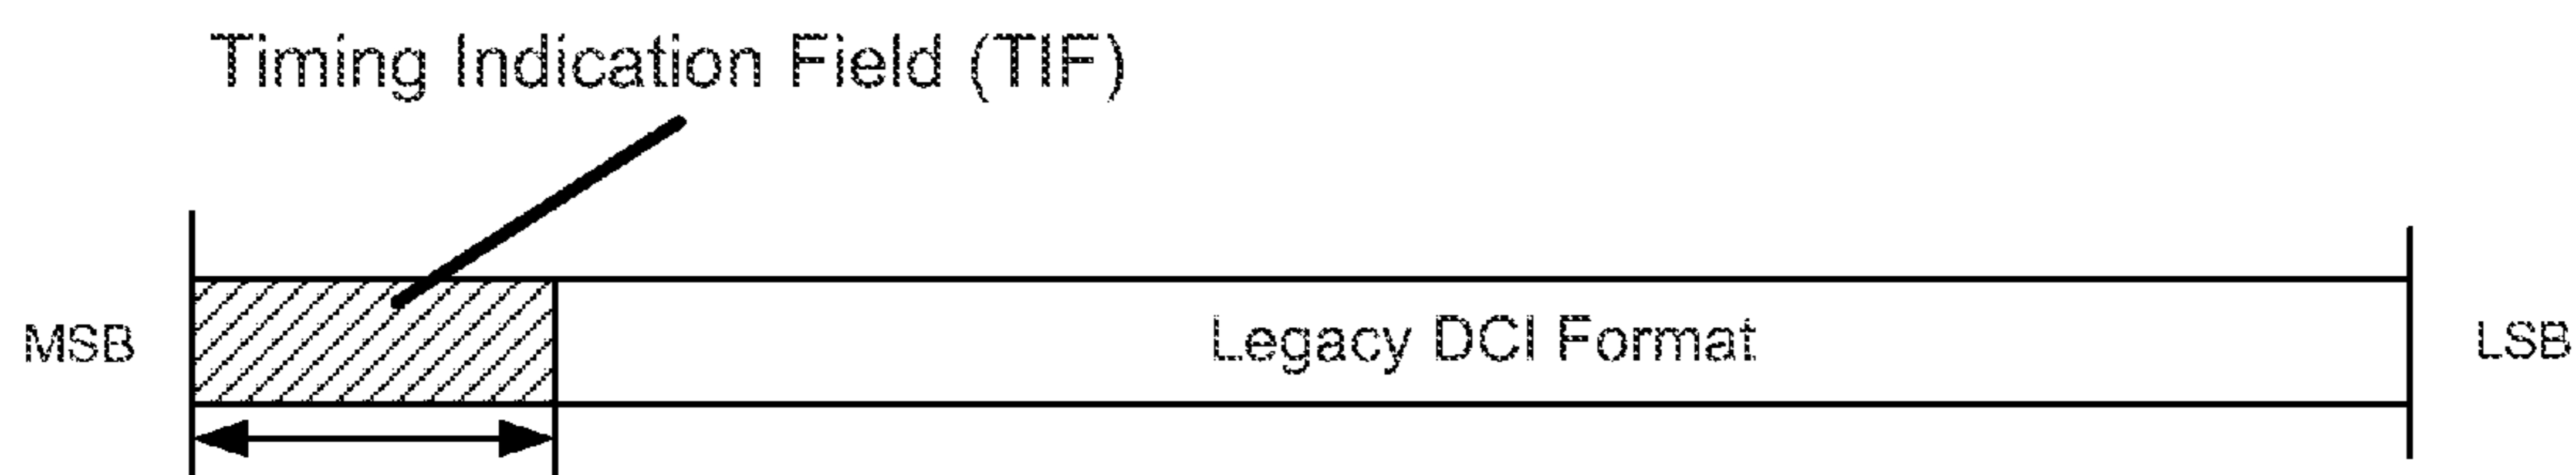 Timing Indication Field (TIF)
MSB
Legacy DCI Format
LSB